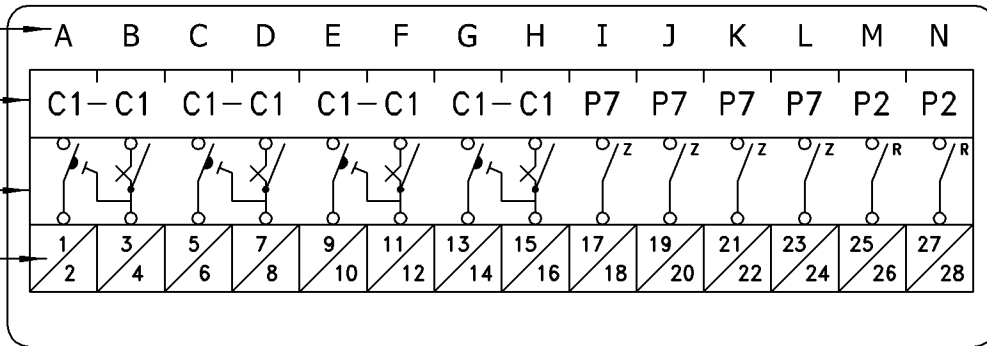 A B C D E F G H I J K L M N
C1-C1 C1-C1 C1-C1 C1-C1 P7 P7 P7 P7 P2 P2
Z Z Z Z R R
1 3 5 7 9 11 13 15 17 19 21 23 25 27
2 4 6 8 10 12 14 16 18 20 22 24 26 28